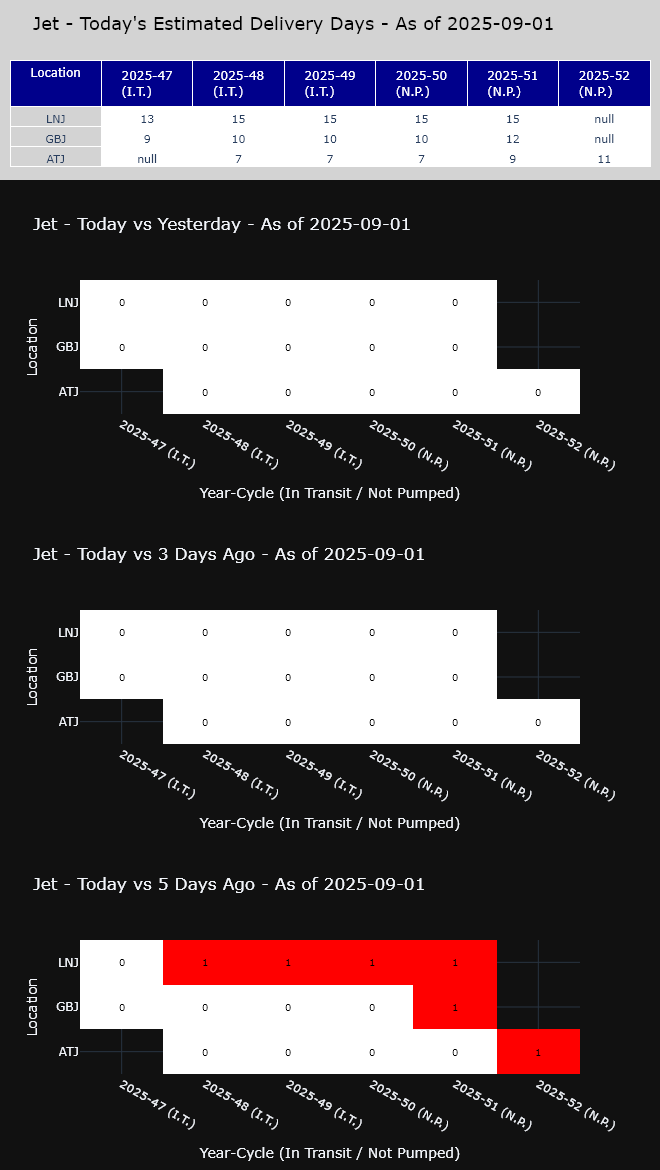 Jet - Today's Estimated Delivery Days - As of 2025-09-01
Location 2025-47 (I.T.) 2025-48 (I.T.) 2025-49 (I.T.) 2025-50 (N.P.) 2025-51 (N.P.) 2025-52 (N.P.)
LNJ 13 15 15 15 15 null
GBJ 9 10 10 10 12 null
ATJ null 7 7 7 9 11
Jet - Today vs Yesterday - As of 2025-09-01
Location
LNJ 0 0 0 0 0
GBJ 0 0 0 0 0
ATJ 0 0 0 0 0
2025-47 (I.T.) 2025-48 (I.T.) 2025-49 (I.T.) 2025-50 (N.P.) 2025-51 (N.P.) 2025-52 (N.P.)
Year-Cycle (In Transit / Not Pumped)
Jet - Today vs 3 Days Ago - As of 2025-09-01
Location
LNJ 0 0 0 0 0
GBJ 0 0 0 0 0
ATJ 0 0 0 0 0
2025-47 (I.T.) 2025-48 (I.T.) 2025-49 (I.T.) 2025-50 (N.P.) 2025-51 (N.P.) 2025-52 (N.P.)
Year-Cycle (In Transit / Not Pumped)
Jet - Today vs 5 Days Ago - As of 2025-09-01
Location
LNJ 0 1 1 1 1
GBJ 0 0 0 0 1
ATJ 0 0 0 0 1
2025-47 (I.T.) 2025-48 (I.T.) 2025-49 (I.T.) 2025-50 (N.P.) 2025-51 (N.P.) 2025-52 (N.P.)
Year-Cycle (In Transit / Not Pumped)